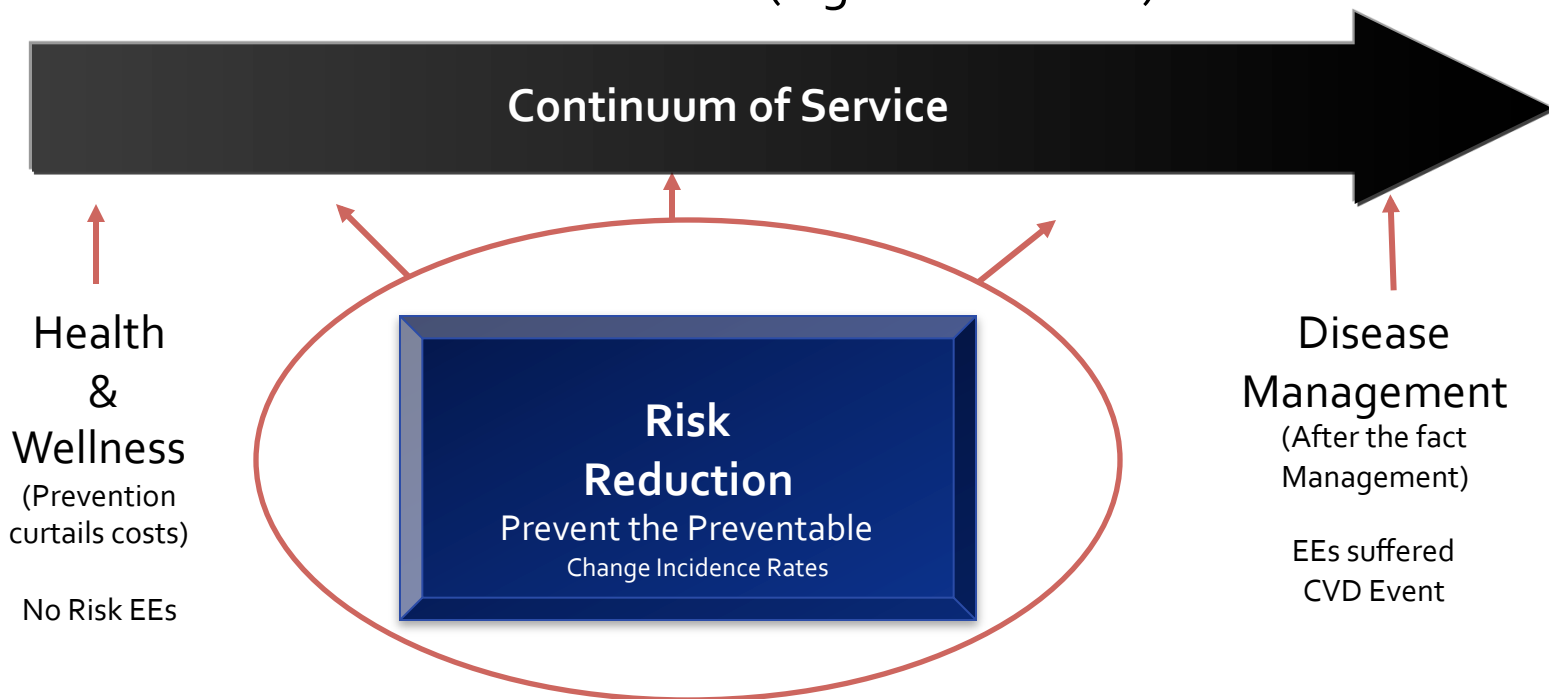 Continuum of Service
Health
&
Wellness
(Prevention
curtails costs)
No Risk EEs
Risk
Reduction
Prevent the Preventable
Change Incidence Rates
Disease
Management
(After the fact
Management)
EEs suffered
CVD Event